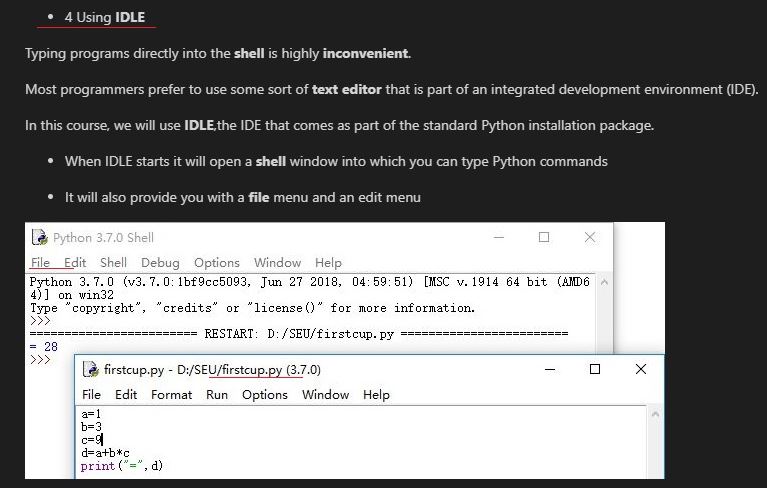 4 Using IDLE
Typing programs directly into the shell is highly inconvenient.
Most programmers prefer to use some sort of text editor that is part of an integrated development environment (IDE).
In this course, we will use IDLE,the IDE that comes as part of the standard Python installation package.
When IDLE starts it will open a shell window into which you can type Python commands
It will also provide you with a file menu and an edit menu
Python 3.7.0 Shell
File Edit Shell Debug Options Window Help
Python 3.7.0 (v3.7.0:1bf9cc5093, Jun 27 2018, 04:59:51) [MSC v.1914 64 bit (AMD6
4)] on win32
Type "copyright", "credits" or "license()" for more information.
>>>
======================== RESTART: D:/SEU/firstcup.py ========================
= 28
>>>
firstcup.py - D:/SEU/firstcup.py (3.7.0)
File Edit Format Run Options Window Help
a=1
b=3
c=9
d=a+b*c
print("=",d)